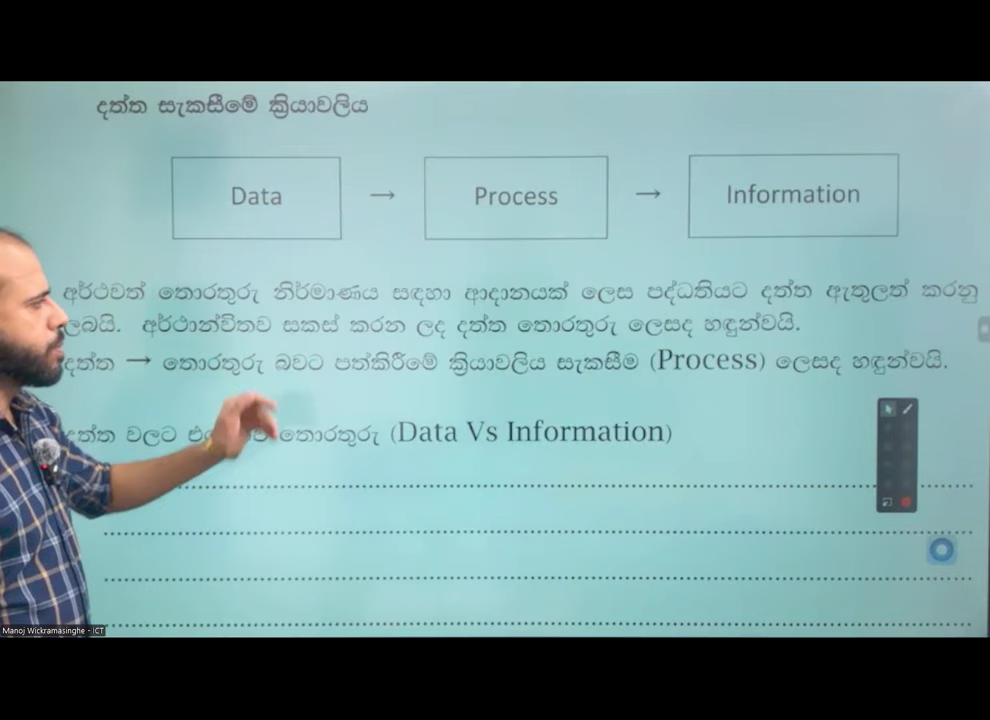 දත්ත සැකසීමේ ක්‍රියාවලිය
Data → Process → Information
අර්ථවත් තොරතුරු නිර්මාණය සඳහා ආදානයක් ලෙස පද්ධතියට දත්ත ඇතුලත් කරනු
ලබයි. අර්ථාන්විතව සකස් කරන ලද දත්ත තොරතුරු ලෙසද හඳුන්වයි.
දත්ත → තොරතුරු බවට පත්කිරීමේ ක්‍රියාවලිය සැකසීම (Process) ලෙසද හඳුන්වයි.
දත්ත වලට තොරතුරු (Data Vs Information)
Manoj Wickramasinghe - ICT